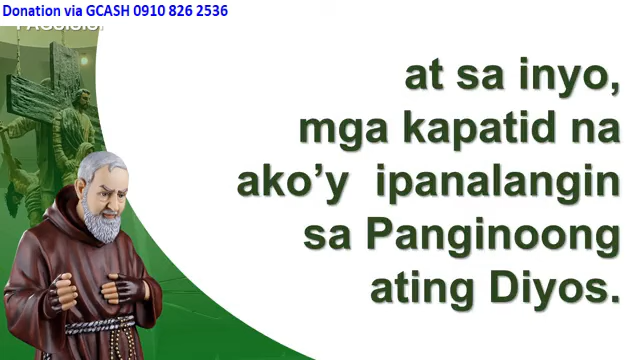 Donation via GCASH 0910 826 2536
at sa inyo,
mga kapatid na
ako’y ipanalangin
sa Panginoong
ating Diyos.